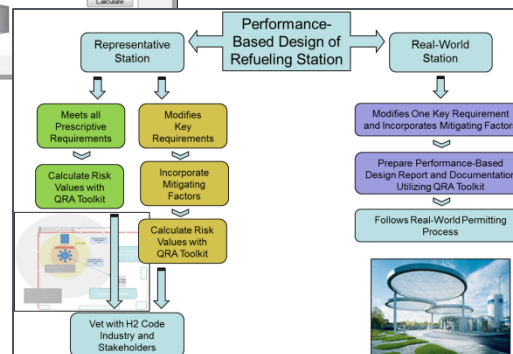 Calculate
Performance-
Based Design of
Refueling Station
Representative
Station
Real-World
Station
Meets all
Prescriptive
Requirements
Modifies
Key
Requirements
Modifies One Key Requirement
and Incorporates Mitigating Factors
Calculate Risk
Values with
QRA Toolkit
Incorporate
Mitigating
Factors
Prepare Performance-Based
Design Report and Documentation
Utilizing QRA Toolkit
Calculate Risk
Values with
QRA Toolkit
Follows Real-World Permitting
Process
Vet with H2 Code
Industry and
Stakeholders